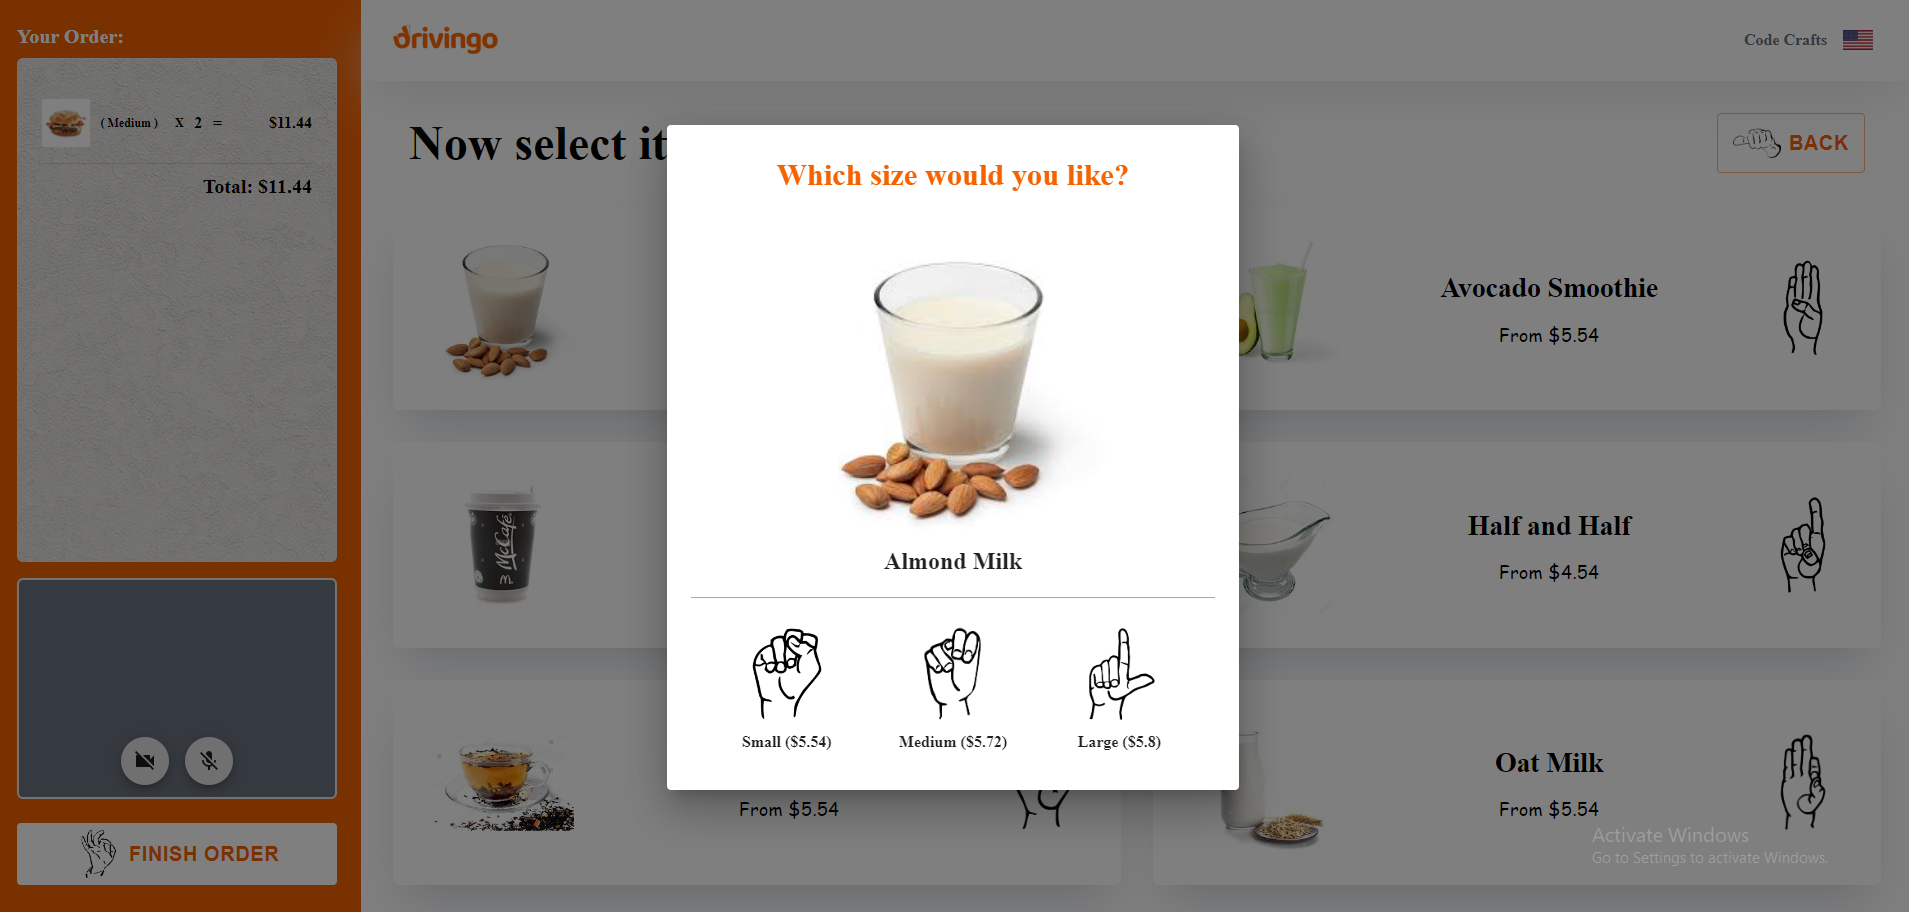 Your Order:
( Medium ) X 2 = $11.44
Total: $11.44
FINISH ORDER
drivingo
Code Crafts
Now select it
BACK
Which size would you like?
Almond Milk
Small ($5.54)
Medium ($5.72)
Large ($5.8)
Avocado Smoothie
From $5.54
McCafé
Half and Half
From $4.54
From $5.54
Oat Milk
From $5.54
Activate Windows
Go to Settings to activate Windows.